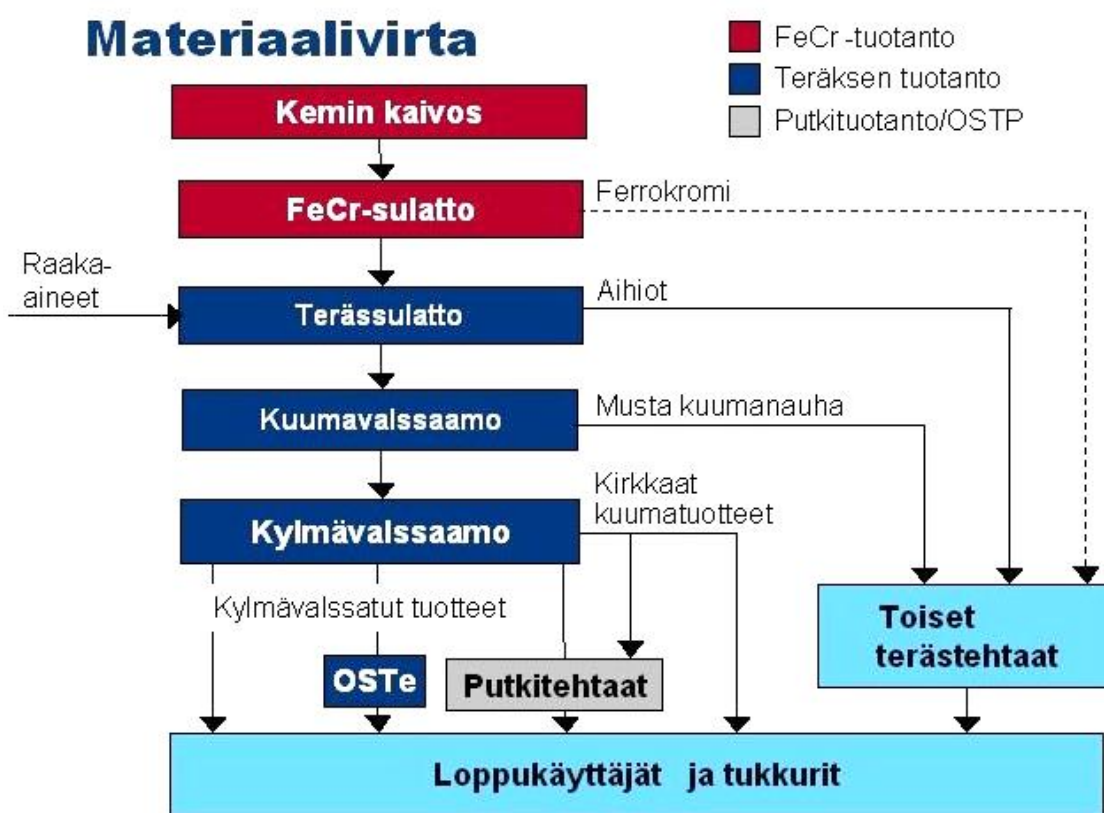 Materiaalivirta
FeCr -tuotanto
Teräksen tuotanto
Putkituotanto/OSTP
Kemin kaivos
FeCr-sulatto
Ferrokromi
Raaka-
aineet
Terässulatto
Aihiot
Kuumavalssaamo
Musta kuumanauha
Kylmävalssaamo
Kirkkaat
kuumatuotteet
Kylmävalssatut tuotteet
OSTe
Putkitehtaat
Toiset
terästehtaat
Loppukäyttäjät ja tukkurit